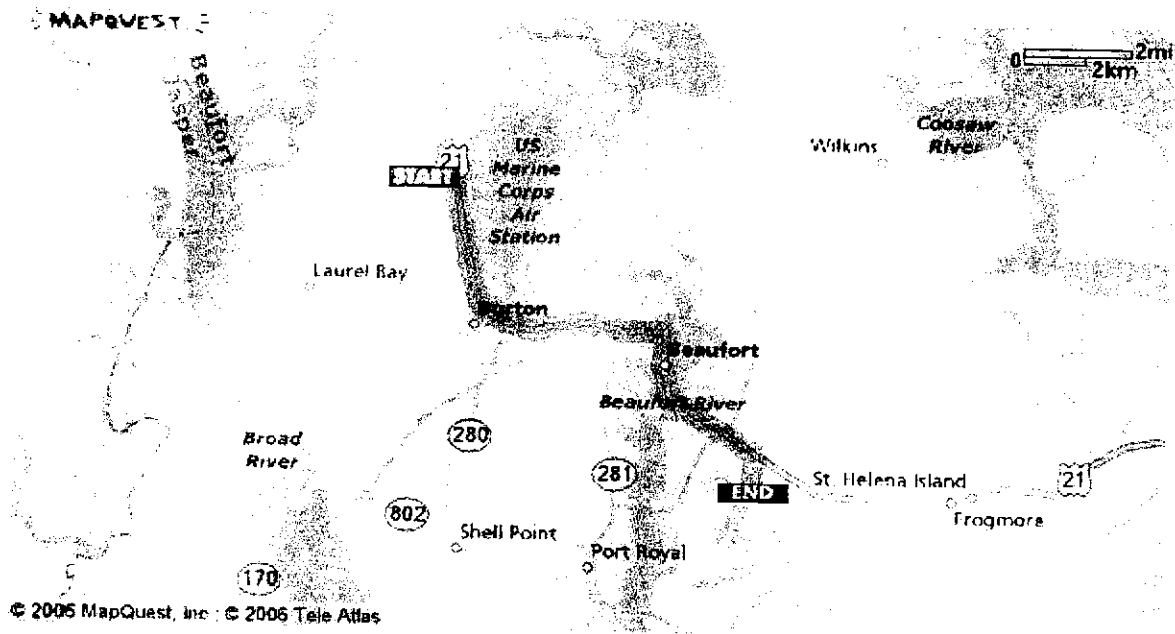 MAPQUEST
2mi
0
2km
Beaufort
Jasper
Wilkins
Coosaw
River
21
START
US
Marine
Corps
Air
Station
Laurel Bay
Burton
Beaufort
Beaufort River
280
Broad
River
281
St. Helena Island
21
END
Frogmore
802
Shell Point
Port Royal
170
© 2006 MapQuest, Inc ; © 2006 Tele Atlas